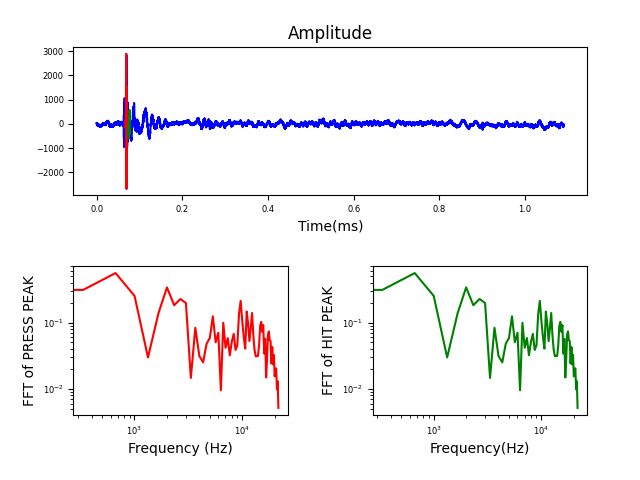 Amplitude
3000
2000
1000
0
−1000
−2000
0.0 0.2 0.4 0.6 0.8 1.0
Time(ms)
FFT of PRESS PEAK
10⁻¹
10⁻²
10³ 10⁴
Frequency (Hz)
FFT of HIT PEAK
10⁻¹
10⁻²
10³ 10⁴
Frequency(Hz)